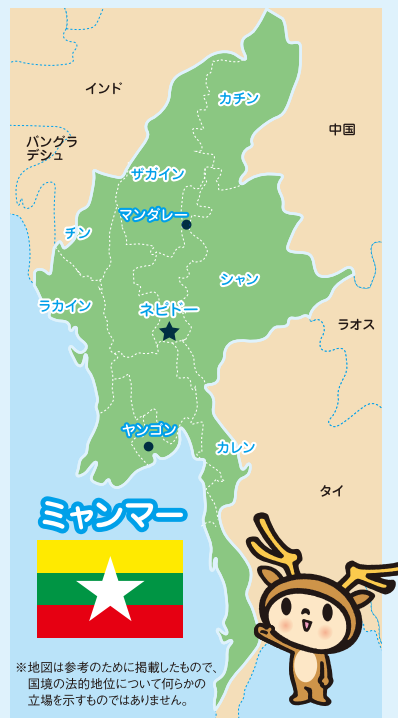 インド
カチン
中国
バングラ
デシュ
ザガイン
マンダレー
チン
シャン
ラカイン
ネピドー
ラオス
ヤンゴン
カレン
タイ
ミャンマー
※地図は参考のために掲載したもので、
国境の法的地位について何らかの
立場を示すものではありません。